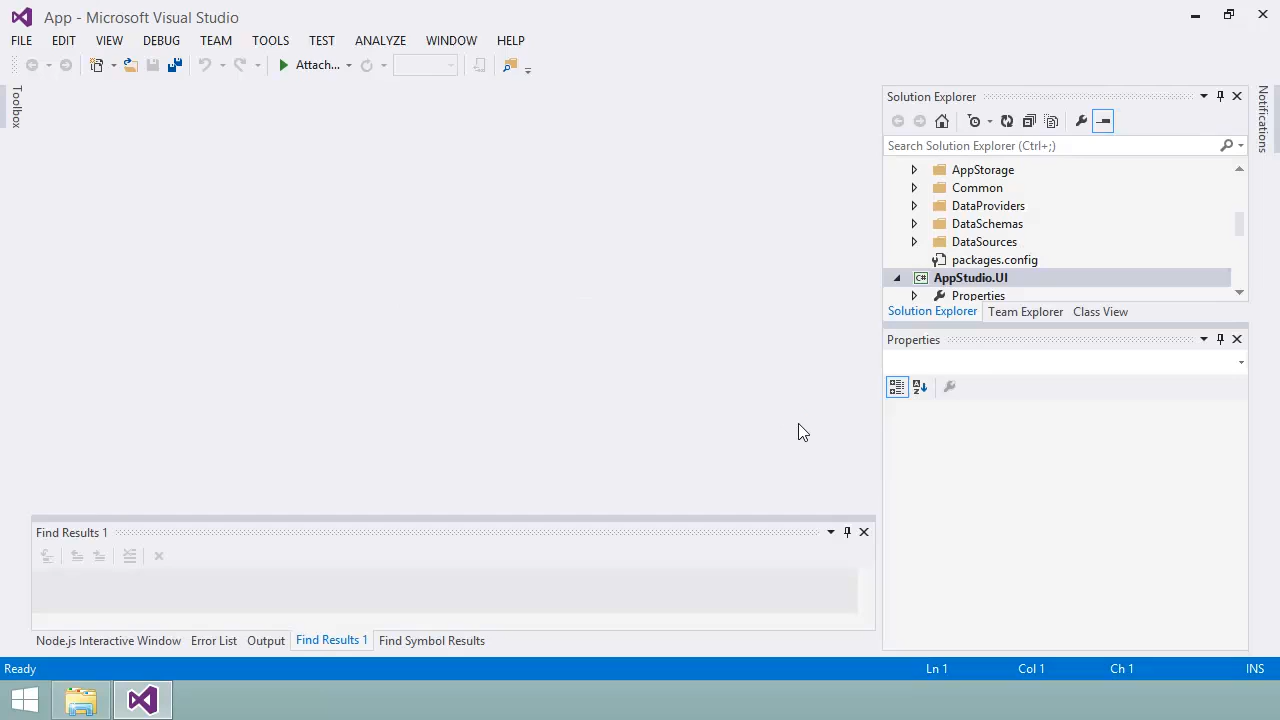 App - Microsoft Visual Studio
FILE EDIT VIEW DEBUG TEAM TOOLS TEST ANALYZE WINDOW HELP
Attach...
Toolbox
Solution Explorer
Search Solution Explorer (Ctrl+;)
AppStorage
Common
DataProviders
DataSchemas
DataSources
packages.config
C# AppStudio.UI
Properties
Solution Explorer Team Explorer Class View
Properties
Notifications
Find Results 1
Node.js Interactive Window Error List Output Find Results 1 Find Symbol Results
Ready Ln 1 Col 1 Ch 1 INS